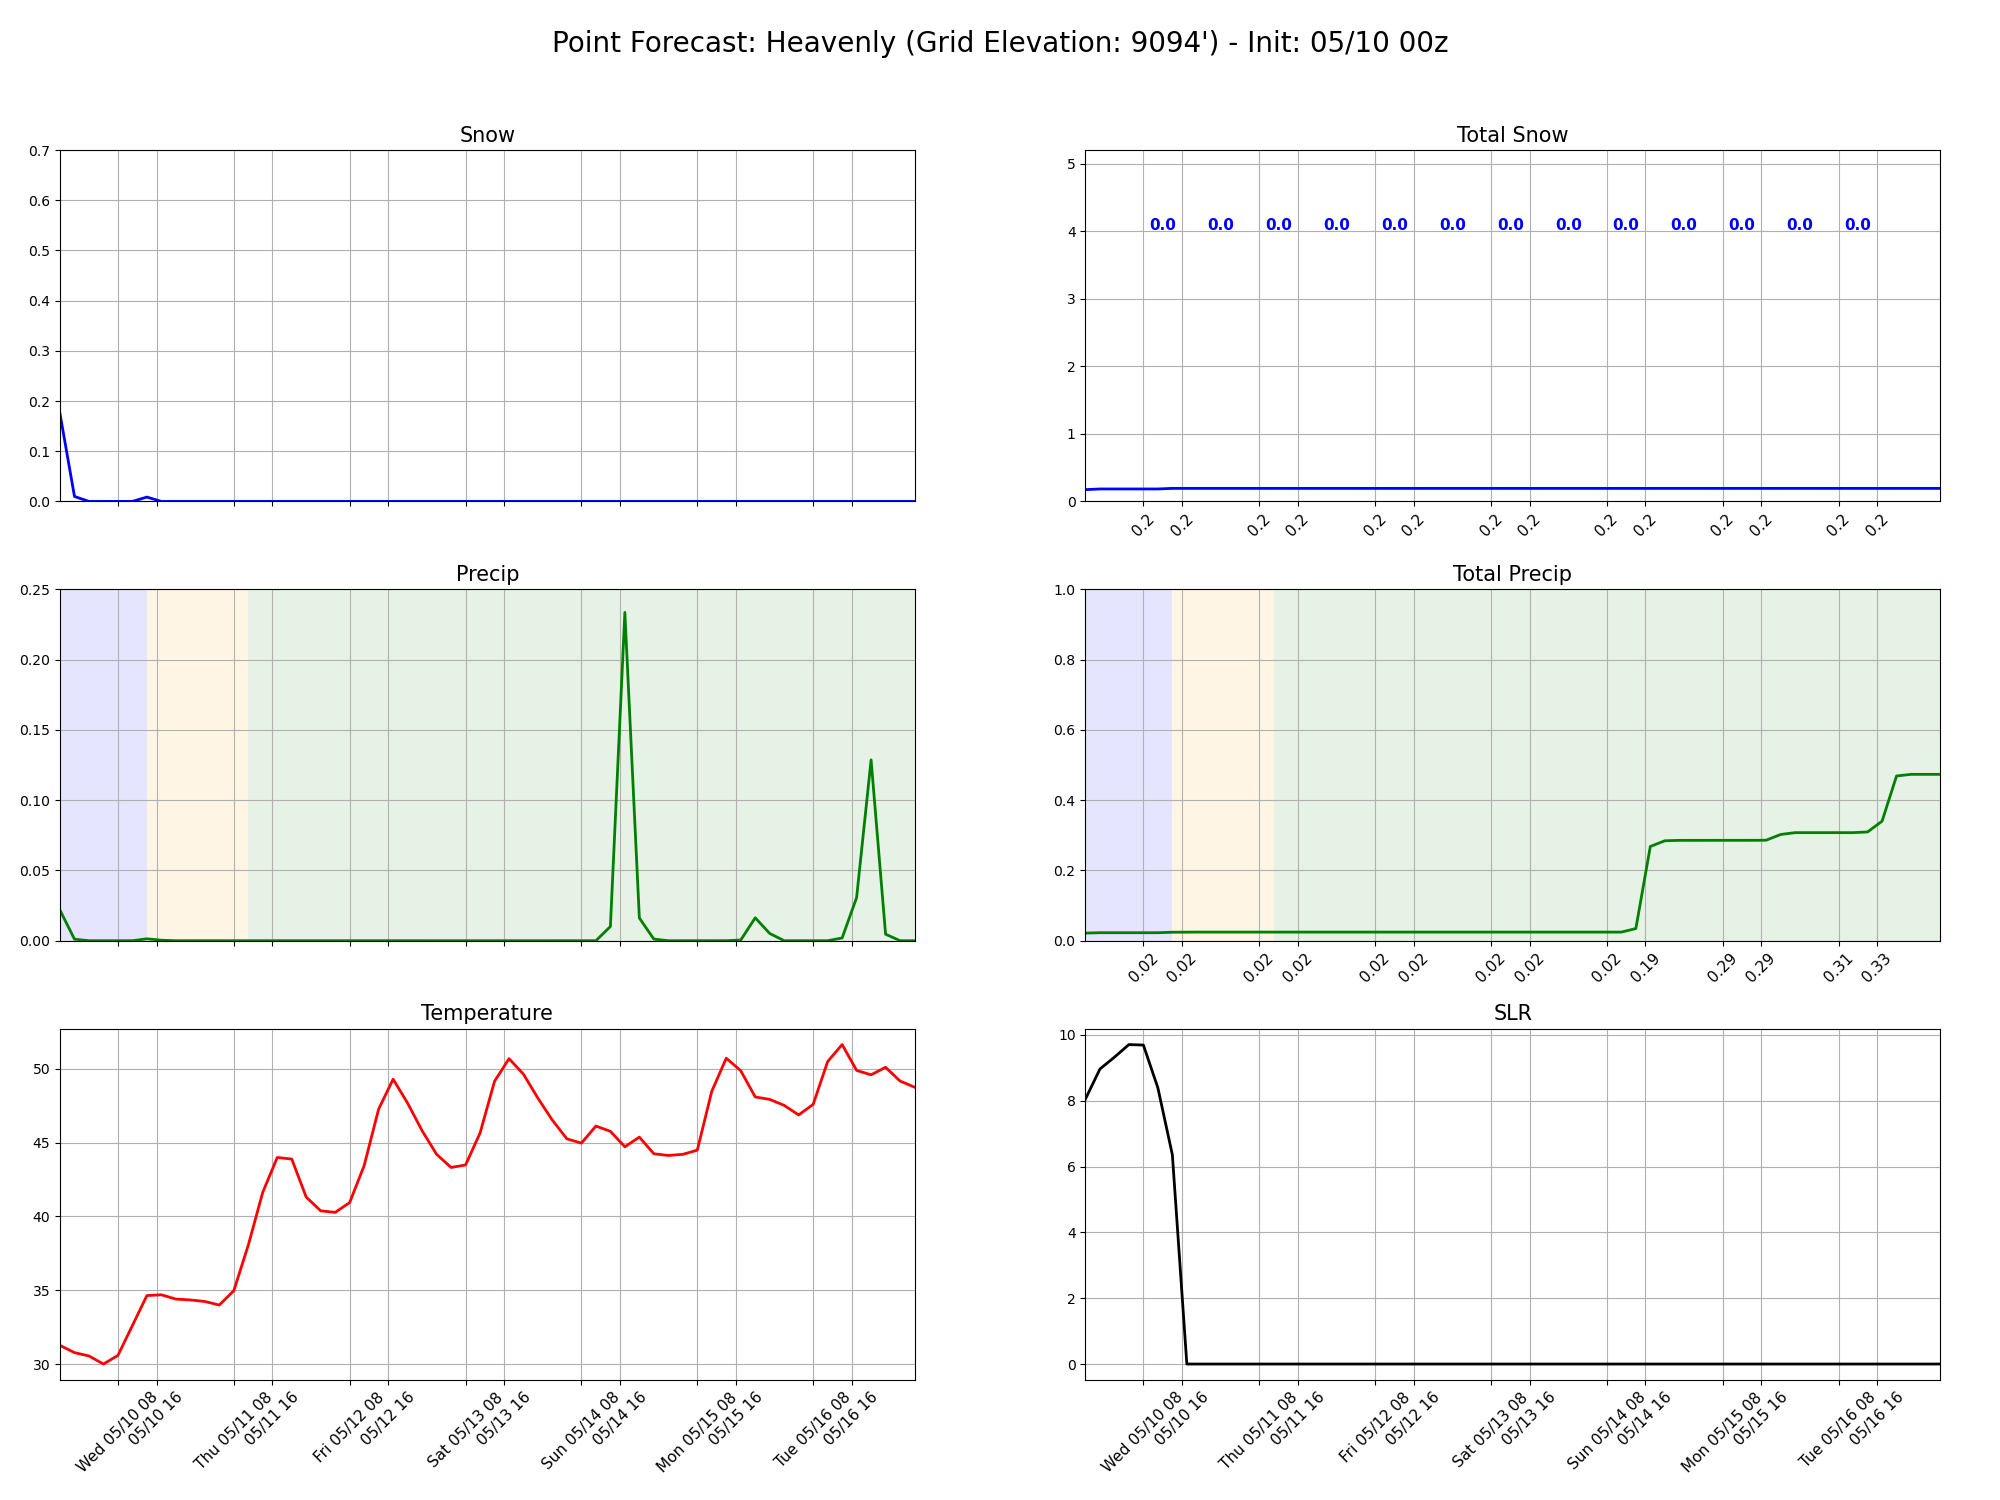 Point Forecast: Heavenly (Grid Elevation: 9094') - Init: 05/10 00z
Snow
0.7
0.6
0.5
0.4
0.3
0.2
0.1
0.0
Total Snow
5
4
3
2
1
0
0.0 0.0 0.0 0.0 0.0 0.0 0.0 0.0 0.0 0.0 0.0 0.0 0.0
0.2 0.2 0.2 0.2 0.2 0.2 0.2 0.2 0.2 0.2 0.2 0.2 0.2 0.2
Precip
0.25
0.20
0.15
0.10
0.05
0.00
Total Precip
1.0
0.8
0.6
0.4
0.2
0.0
0.02 0.02 0.02 0.02 0.02 0.02 0.02 0.02 0.02 0.19 0.29 0.29 0.31 0.33
Temperature
50
45
40
35
30
Wed 05/10 08
05/10 16
Thu 05/11 08
05/11 16
Fri 05/12 08
05/12 16
Sat 05/13 08
05/13 16
Sun 05/14 08
05/14 16
Mon 05/15 08
05/15 16
Tue 05/16 08
05/16 16
SLR
10
8
6
4
2
0
Wed 05/10 08
05/10 16
Thu 05/11 08
05/11 16
Fri 05/12 08
05/12 16
Sat 05/13 08
05/13 16
Sun 05/14 08
05/14 16
Mon 05/15 08
05/15 16
Tue 05/16 08
05/16 16